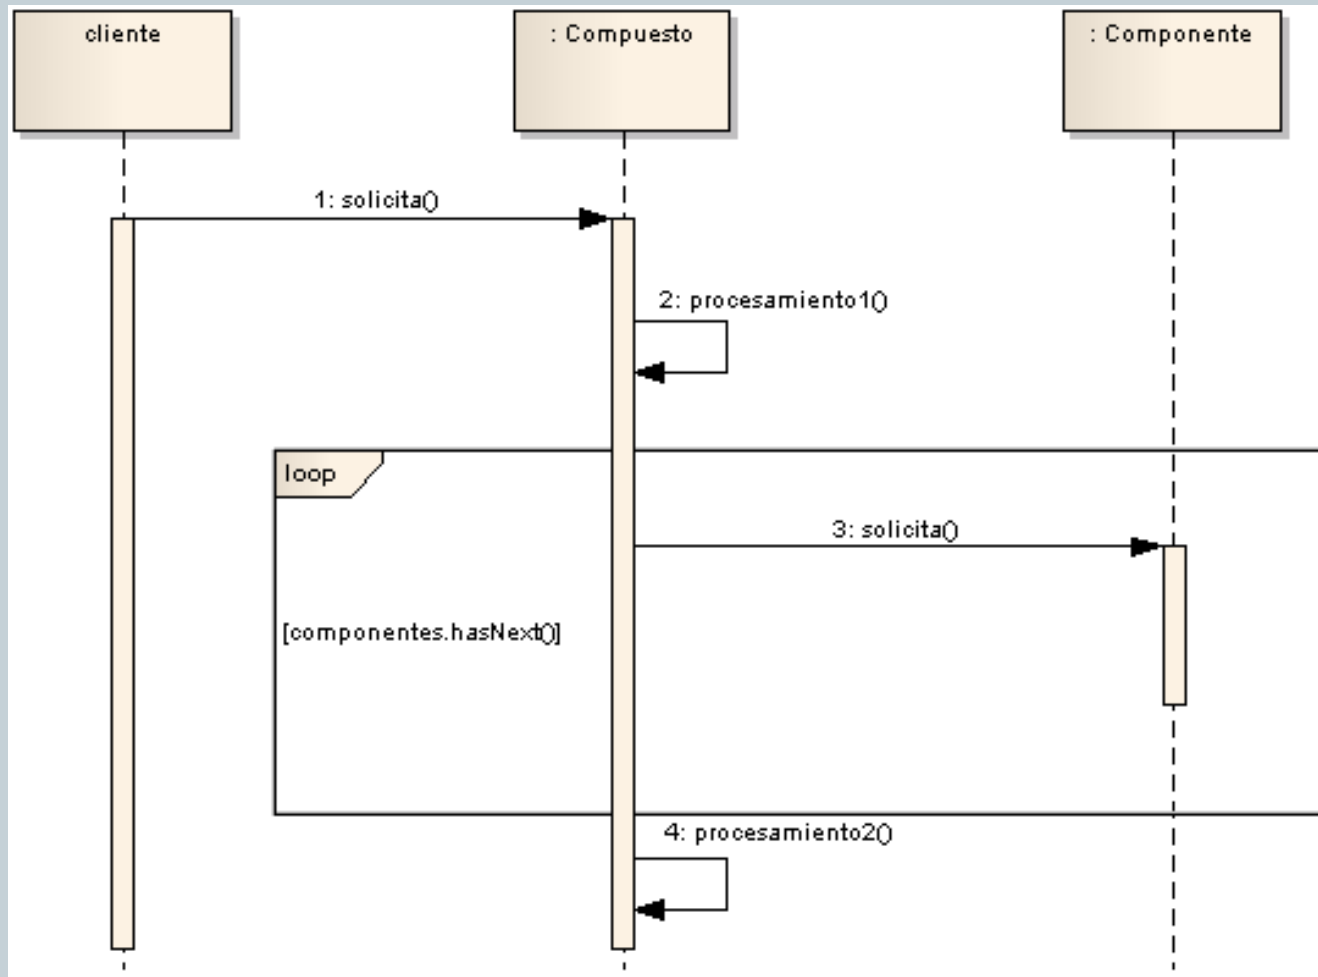 cliente
: Compuesto
: Componente
1: solicita()
2: procesamiento1()
loop
3: solicita()
[componentes.hasNext()]
4: procesamiento2()